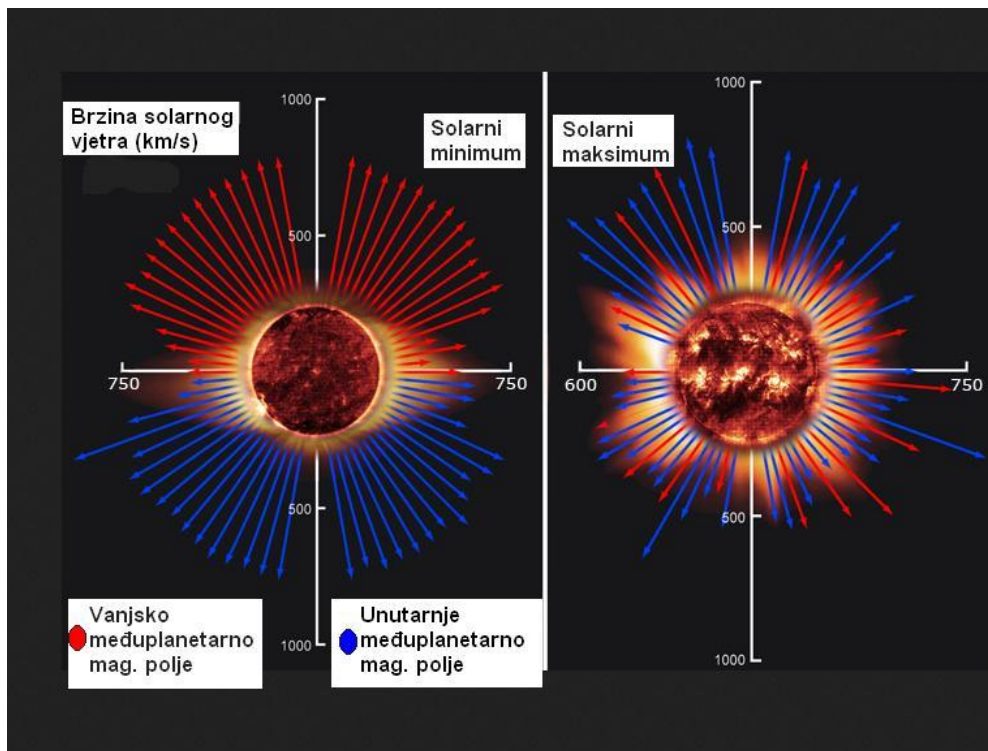 Brzina solarnog
vjetra (km/s)
Solarni
minimum
1000
500
750
750
500
1000
Solarni
maksimum
1000
500
600
750
500
1000
Vanjsko
međuplanetarno
mag. polje
Unutarnje
međuplanetarno
mag. polje